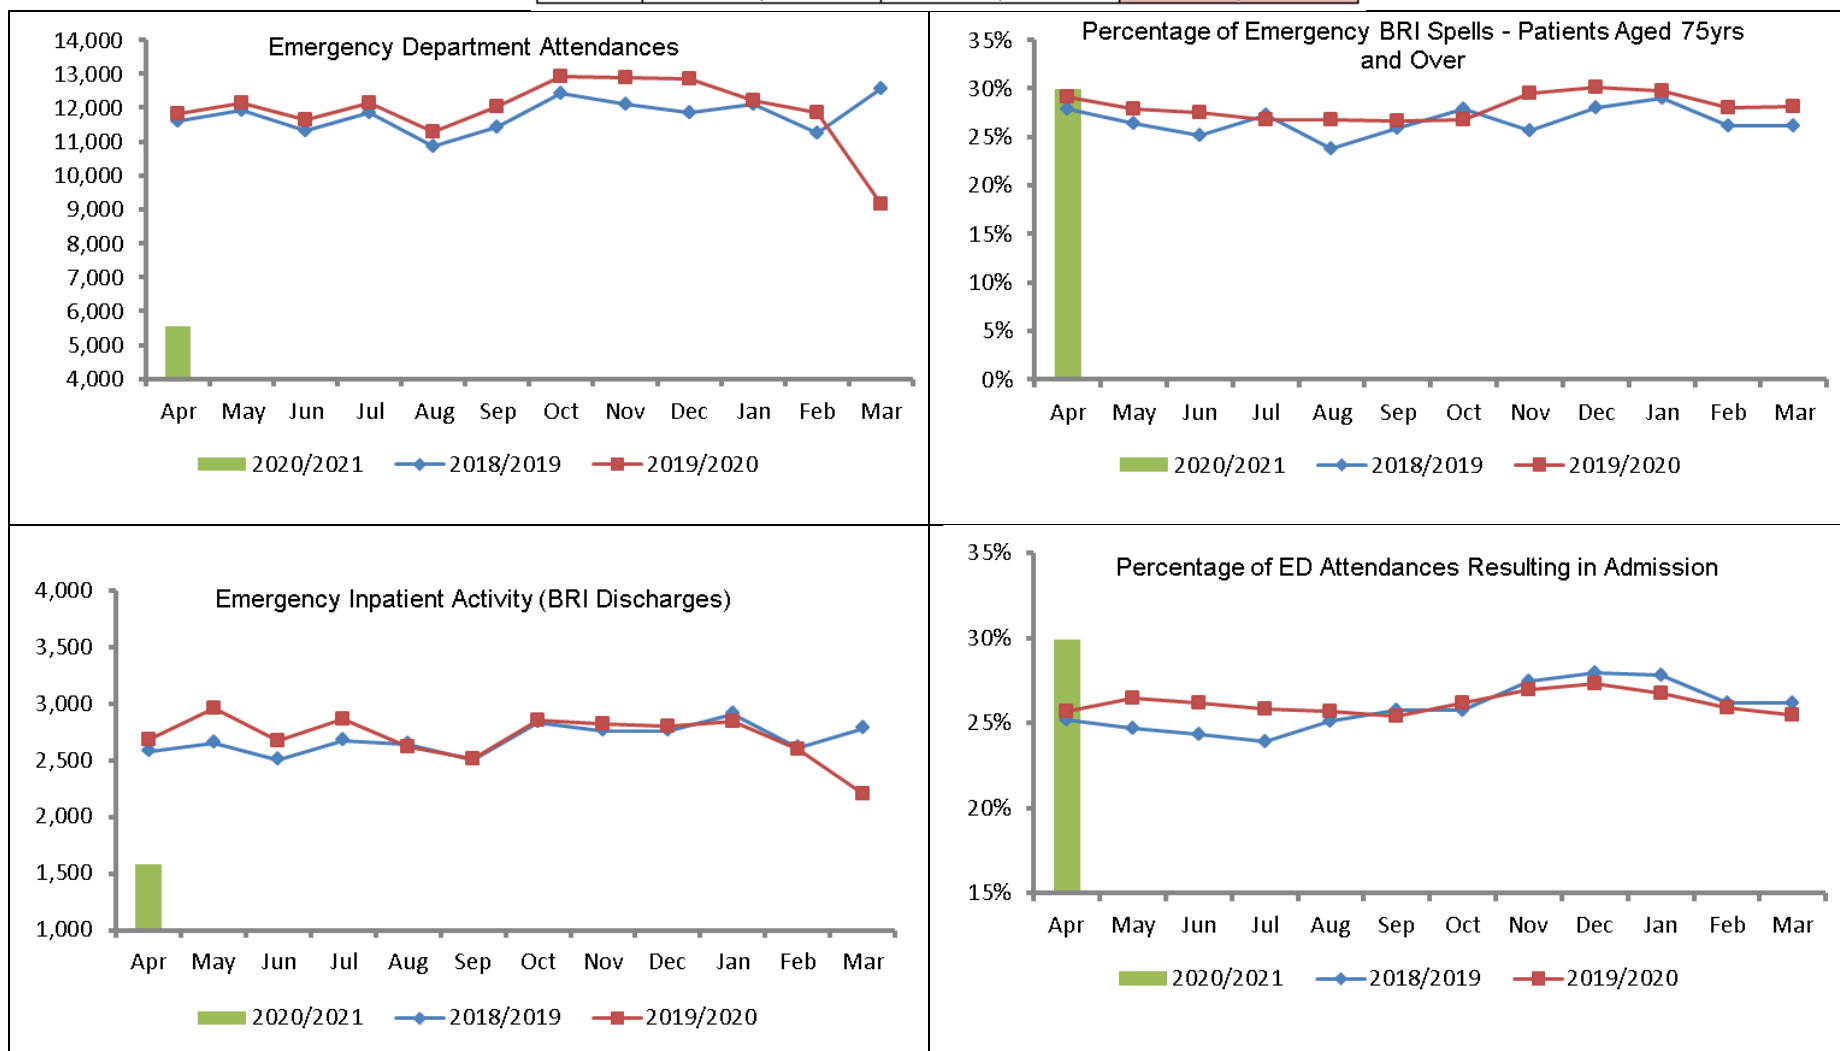 Emergency Department Attendances
14,000
13,000
12,000
11,000
10,000
9,000
8,000
7,000
6,000
5,000
4,000
Apr May Jun Jul Aug Sep Oct Nov Dec Jan Feb Mar
2020/2021 2018/2019 2019/2020
Percentage of Emergency BRI Spells - Patients Aged 75yrs
and Over
35%
30%
25%
20%
15%
10%
5%
0%
Apr May Jun Jul Aug Sep Oct Nov Dec Jan Feb Mar
2020/2021 2018/2019 2019/2020
Emergency Inpatient Activity (BRI Discharges)
4,000
3,500
3,000
2,500
2,000
1,500
1,000
Apr May Jun Jul Aug Sep Oct Nov Dec Jan Feb Mar
2020/2021 2018/2019 2019/2020
Percentage of ED Attendances Resulting in Admission
35%
30%
25%
20%
15%
Apr May Jun Jul Aug Sep Oct Nov Dec Jan Feb Mar
2020/2021 2018/2019 2019/2020